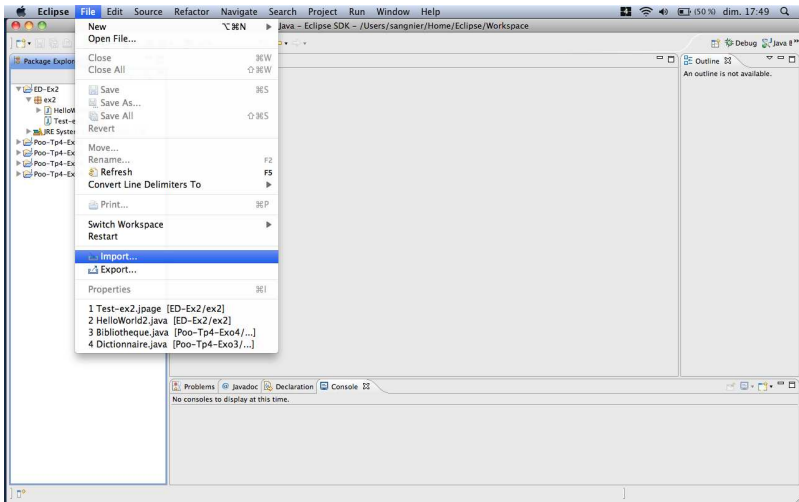 Eclipse File Edit Source Refactor Navigate Search Project Run Window Help (50 %) dim. 17:49
Java – Eclipse SDK – /Users/sangnier/Home/Eclipse/Workspace
Debug Java
Package Explor
ED-Ex2
ex2
HelloW
Test-e
JRE Syste
Poo-Tp4-Ex
Poo-Tp4-Ex
Poo-Tp4-Ex
Poo-Tp4-Ex
New ⌥⌘N
Open File...
Close ⌘W
Close All ⇧⌘W
Save ⌘S
Save As...
Save All ⇧⌘S
Revert
Move...
Rename... F2
Refresh F5
Convert Line Delimiters To
Print... ⌘P
Switch Workspace
Restart
Import...
Export...
Properties ⌘I
1 Test-ex2.jpage [ED-Ex2/ex2]
2 HelloWorld2.java [ED-Ex2/ex2]
3 Bibliotheque.java [Poo-Tp4-Exo4/...]
4 Dictionnaire.java [Poo-Tp4-Exo3/...]
Outline
An outline is not available.
Problems @ Javadoc Declaration Console
No consoles to display at this time.